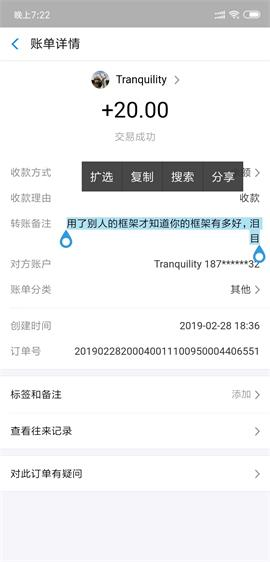 晚上7:22
账单详情
Tranquility
+20.00
交易成功
收款方式
额
扩选 复制 搜索 分享
收款理由 收款
转账备注 用了别人的框架才知道你的框架有多好，泪
目
对方账户 Tranquility 187******32
账单分类 其他
创建时间 2019-02-28 18:36
订单号 20190228200040011100950004406551
标签和备注 添加
查看往来记录
对此订单有疑问